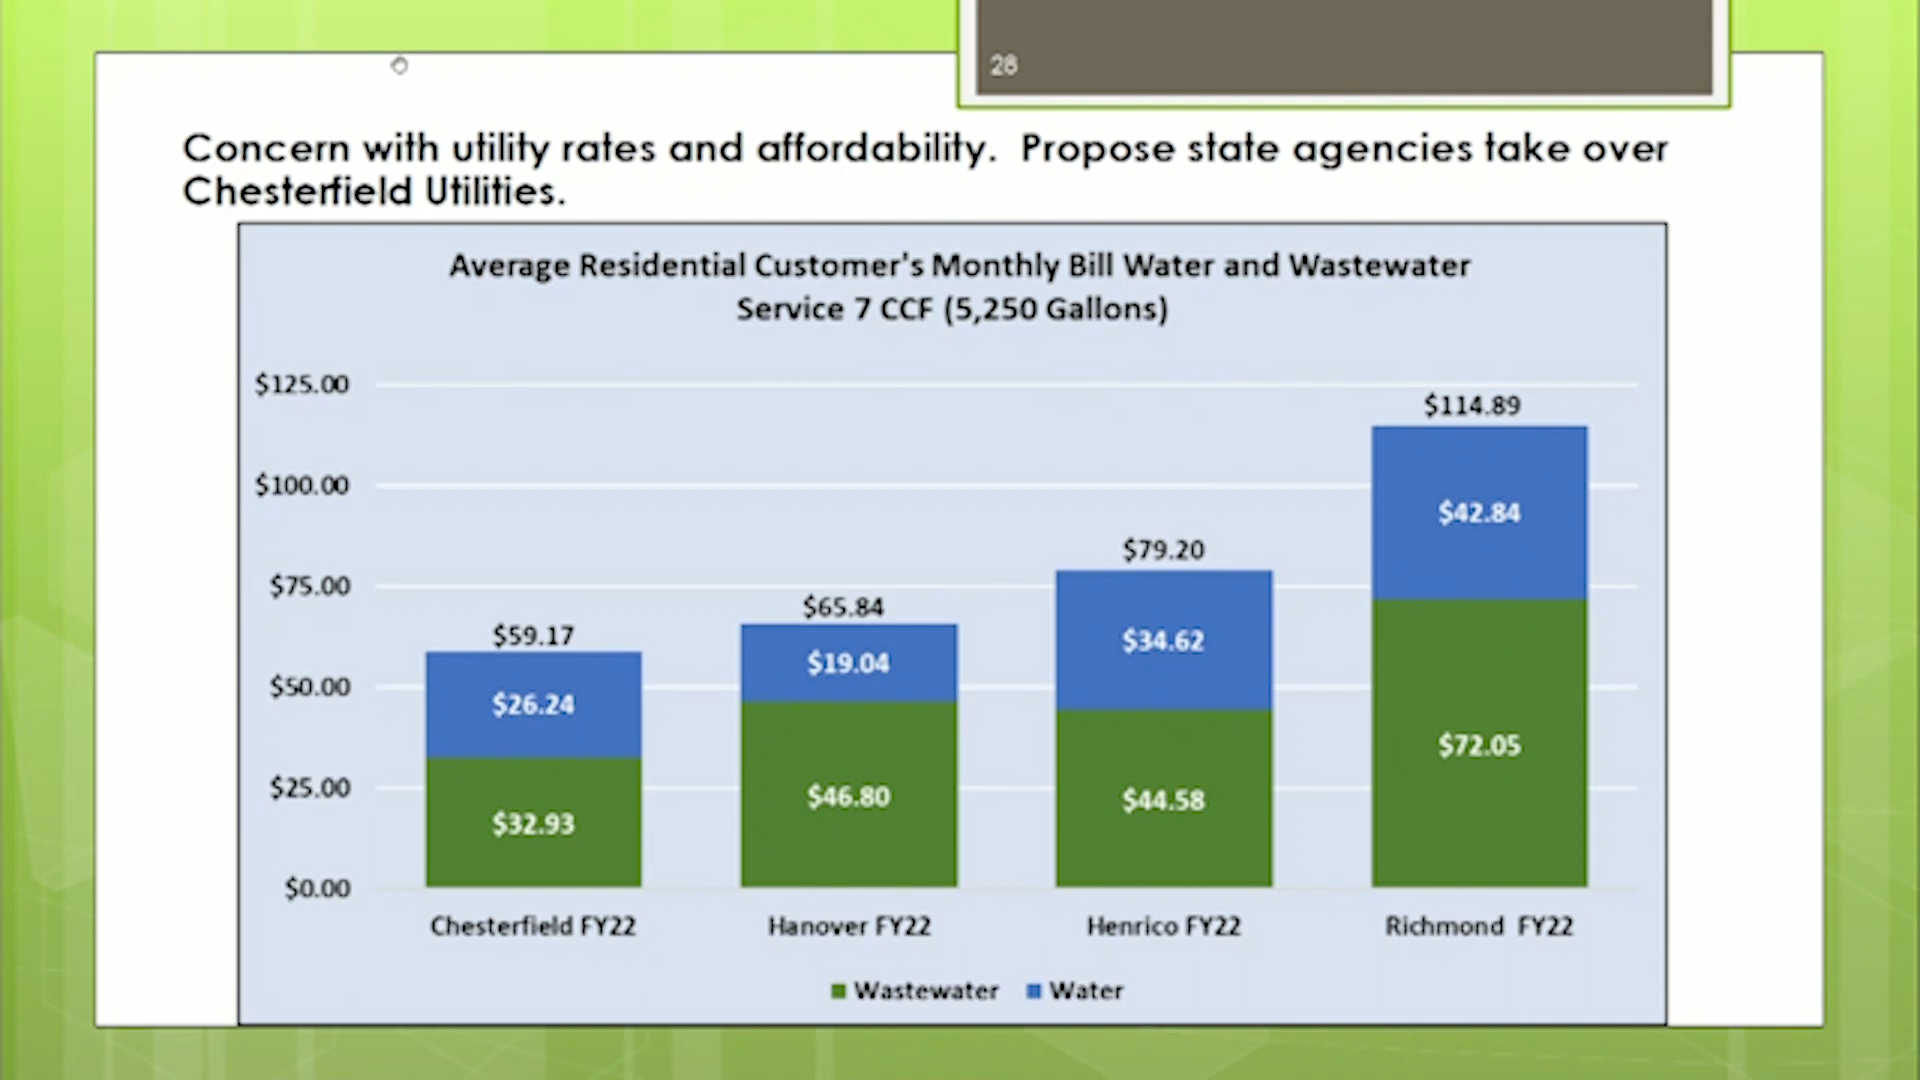 28
Concern with utility rates and affordability. Propose state agencies take over
Chesterfield Utilities.
Average Residential Customer's Monthly Bill Water and Wastewater
Service 7 CCF (5,250 Gallons)
$125.00
$100.00
$75.00
$50.00
$25.00
$0.00
$59.17
$26.24
$32.93
$65.84
$19.04
$46.80
$79.20
$34.62
$44.58
$114.89
$42.84
$72.05
Chesterfield FY22
Hanover FY22
Henrico FY22
Richmond FY22
Wastewater
Water